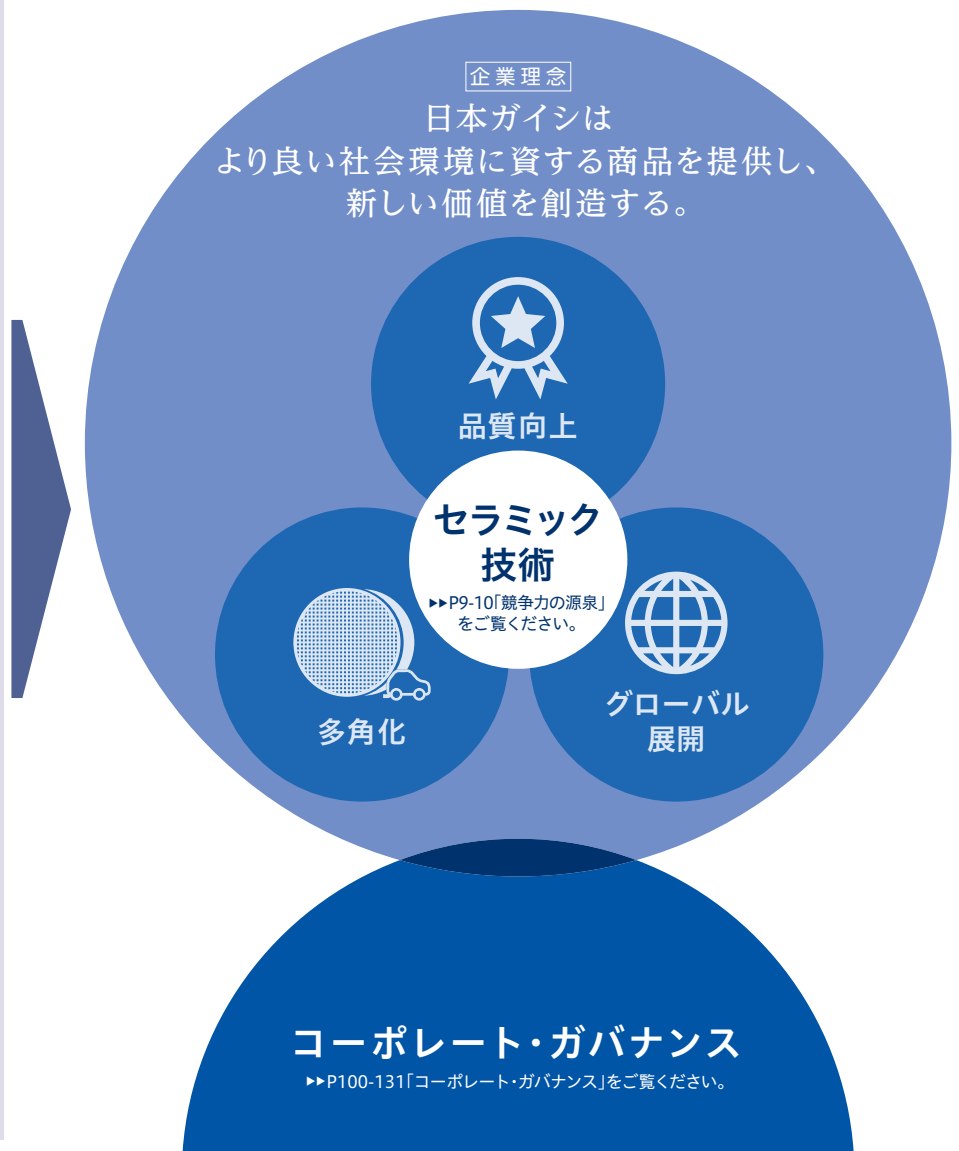 企業理念
日本ガイシは
より良い社会環境に資する商品を提供し、
新しい価値を創造する。
品質向上
セラミック
技術
▶▶P9-10「競争力の源泉」
をご覧ください。
多角化
グローバル
展開
コーポレート・ガバナンス
▶▶P100-131「コーポレート・ガバナンス」をご覧ください。